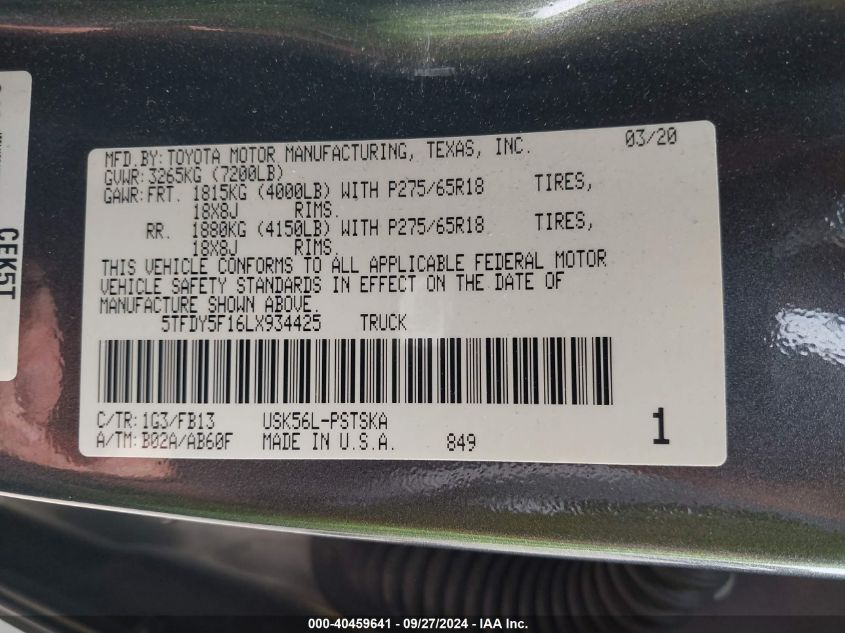 MFD.BY:TOYOTA MOTOR MANUFACTURING, TEXAS, INC. 03/20
GVWR:3265KG (7200LB)
GAWR:FRT. 1815KG (4000LB) WITH P275/65R18 TIRES,
18X8J RIMS.
RR. 1880KG (4150LB) WITH P275/65R18 TIRES,
18X8J RIMS.
THIS VEHICLE CONFORMS TO ALL APPLICABLE FEDERAL MOTOR
VEHICLE SAFETY STANDARDS IN EFFECT ON THE DATE OF
MANUFACTURE SHOWN ABOVE.
5TFDY5F16LX934425 TRUCK
C/TR:1G3/FB13 USK56L-PSTSKA
A/TM:B02A/AB60F MADE IN U.S.A. 849 1
CEK5T
000-40459641 - 09/27/2024 - IAA Inc.